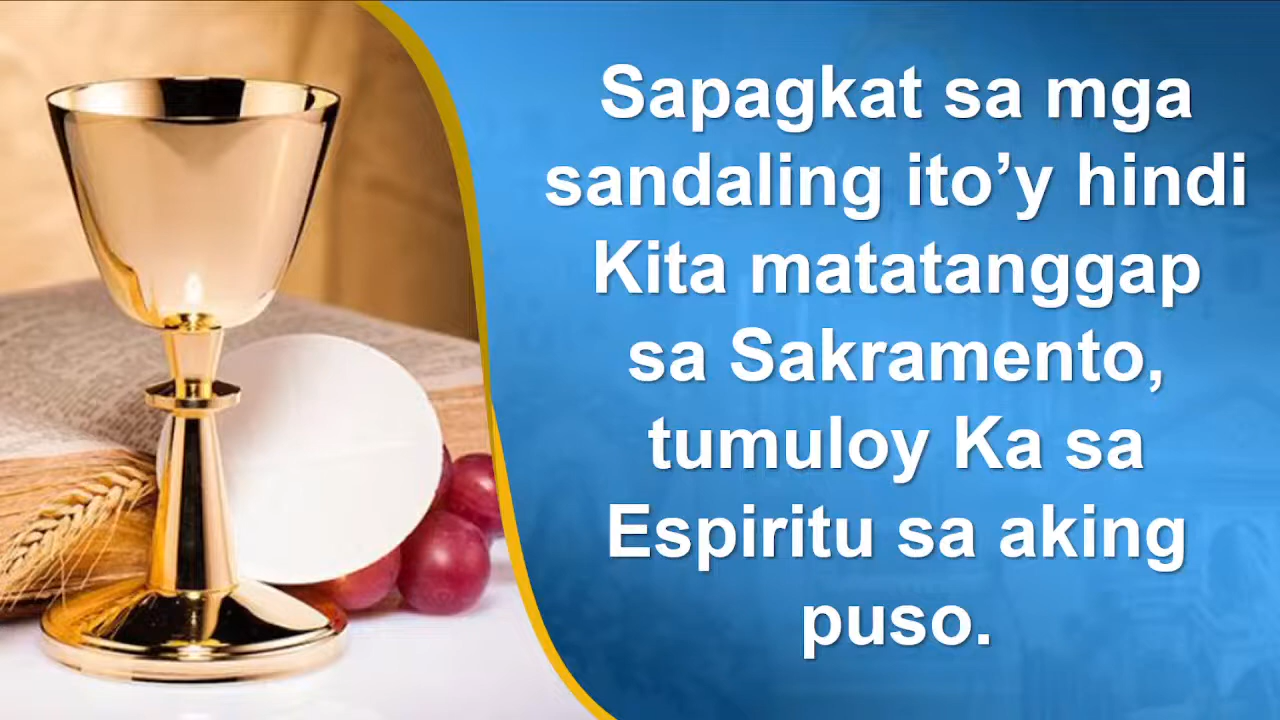 Sapagkat sa mga
sandaling ito’y hindi
Kita matatanggap
sa Sakramento,
tumuloy Ka sa
Espiritu sa aking
puso.